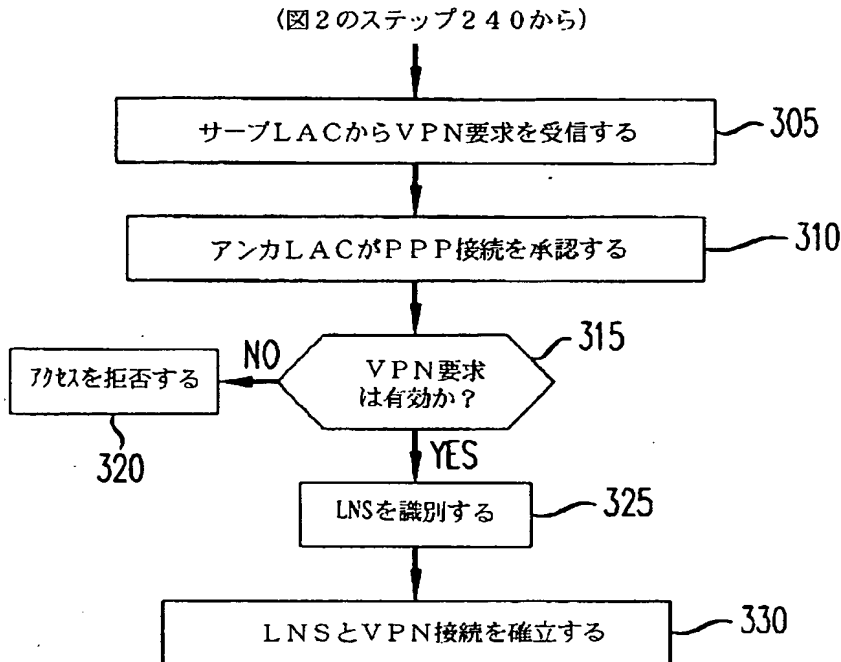 (図2のステップ240から)
サーブLACからVPN要求を受信する
305
アンカLACがPPP接続を承認する
310
315
VPN要求
は有効か?
NO
アクセスを拒否する
320
YES
LNSを識別する
325
LNSとVPN接続を確立する
330